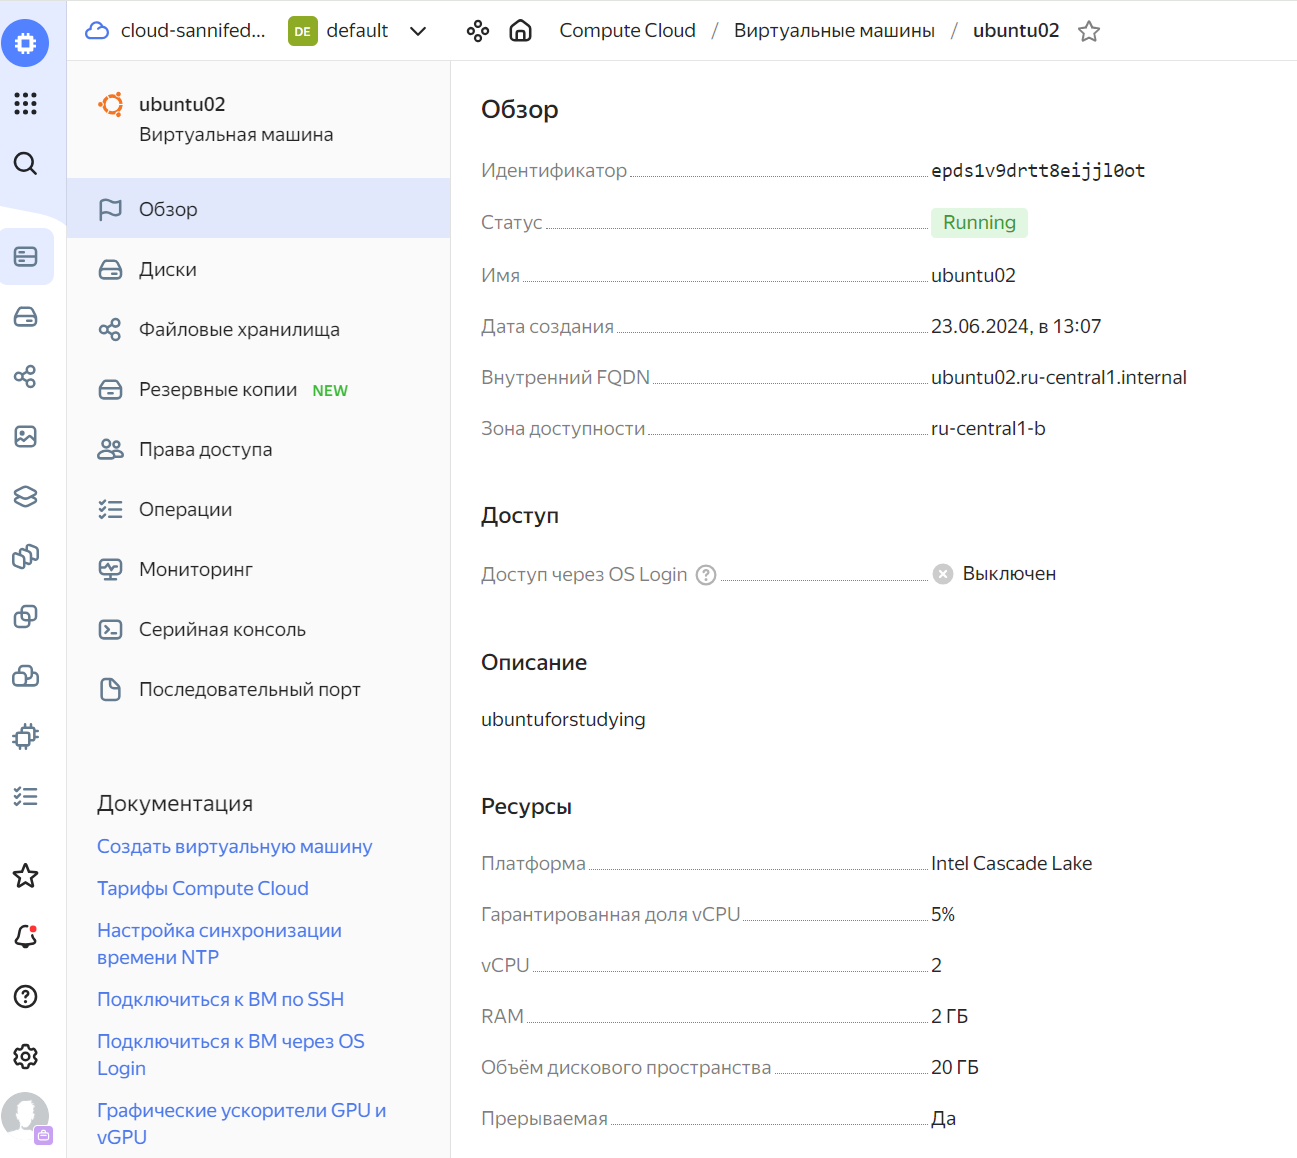 cloud-sannifed... DE default Compute Cloud / Виртуальные машины / ubuntu02
ubuntu02
Виртуальная машина
Обзор
Диски
Файловые хранилища
Резервные копии NEW
Права доступа
Операции
Мониторинг
Серийная консоль
Последовательный порт
Документация
Создать виртуальную машину
Тарифы Compute Cloud
Настройка синхронизации
времени NTP
Подключиться к ВМ по SSH
Подключиться к ВМ через OS
Login
Графические ускорители GPU и
vGPU
Обзор
Идентификатор epds1v9drtt8eijjl0ot
Статус Running
Имя ubuntu02
Дата создания 23.06.2024, в 13:07
Внутренний FQDN ubuntu02.ru-central1.internal
Зона доступности ru-central1-b
Доступ
Доступ через OS Login ? Выключен
Описание
ubuntuforstudying
Ресурсы
Платформа Intel Cascade Lake
Гарантированная доля vCPU 5%
vCPU 2
RAM 2 ГБ
Объём дискового пространства 20 ГБ
Прерываемая Да